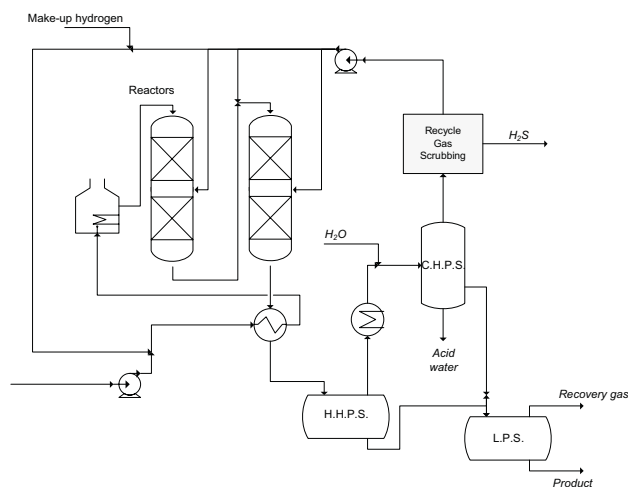 Make-up hydrogen
Reactors
Recycle
Gas
Scrubbing
H₂S
H₂O
C.H.P.S.
Acid
water
H.H.P.S.
Recovery gas
L.P.S.
Product